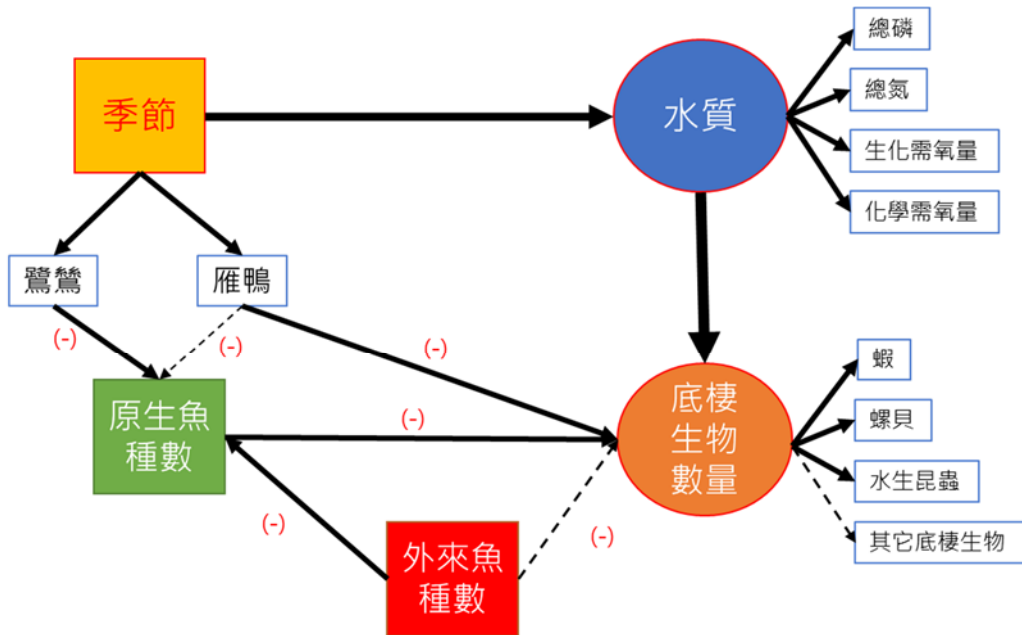 總磷
季節
水質
總氮
生化需氧量
化學需氧量
鷺鷥
雁鴨
(-)
(-)
(-)
原生魚
種數
(-)
底棲
生物
數量
蝦
螺貝
水生昆蟲
其它底棲生物
(-)
(-)
外來魚
種數